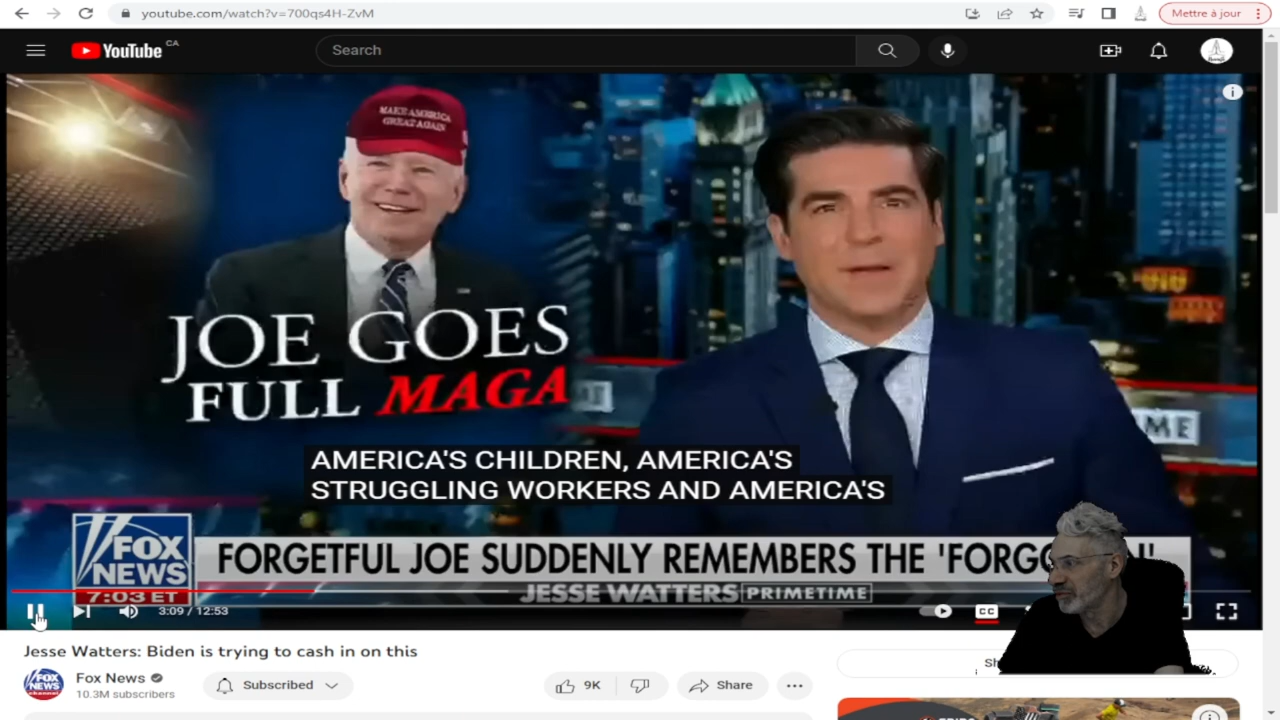 youtube.com/watch?v=700qs4H-ZvM
Mettre à jour
YouTube CA
Search
MAKE AMERICA
GREAT AGAIN
JOE GOES
FULL MAGA
AMERICA'S CHILDREN, AMERICA'S
STRUGGLING WORKERS AND AMERICA'S
FOX
NEWS
channel
7:03 ET
FORGETFUL JOE SUDDENLY REMEMBERS THE 'FORGO
JESSE WATTERS PRIMETIME
ME
3:09 / 12:53
CC
Jesse Watters: Biden is trying to cash in on this
Fox News
10.3M subscribers
Subscribed
9K
Share